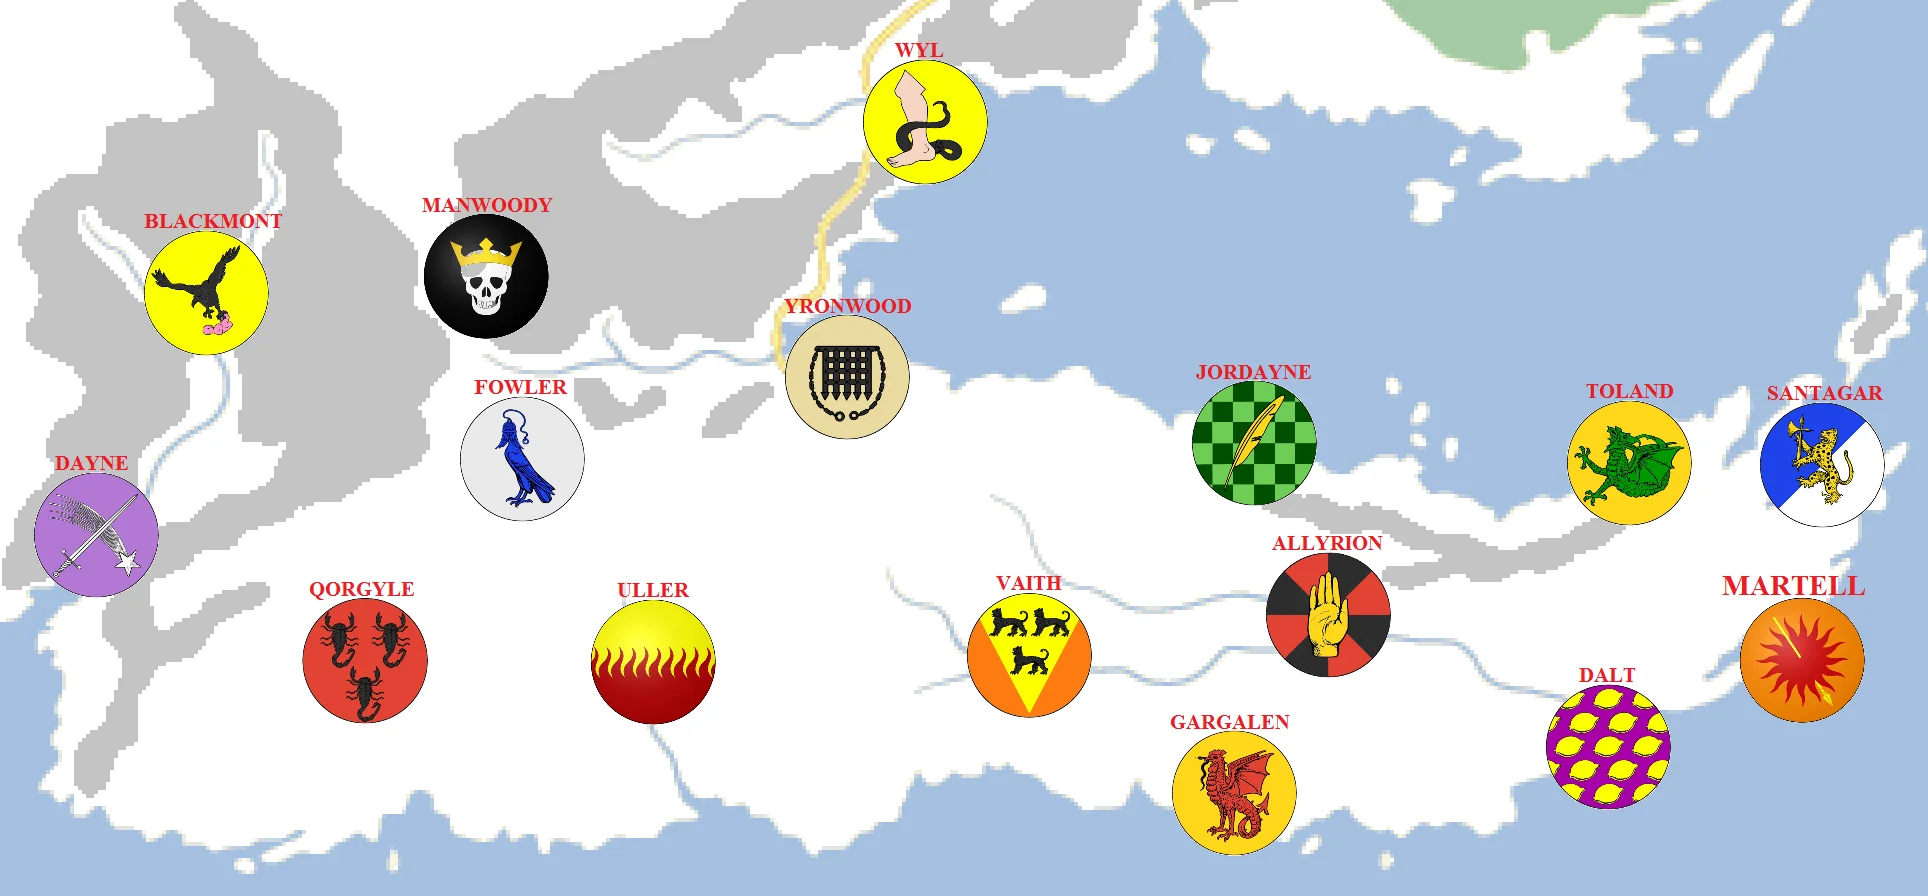 WYL
MANWOODY
BLACKMONT
YRONWOOD
JORDAYNE
FOWLER
TOLAND
SANTAGAR
DAYNE
ALLYRION
VAITH
MARTELL
QORGYLE
ULLER
DALT
GARGALEN